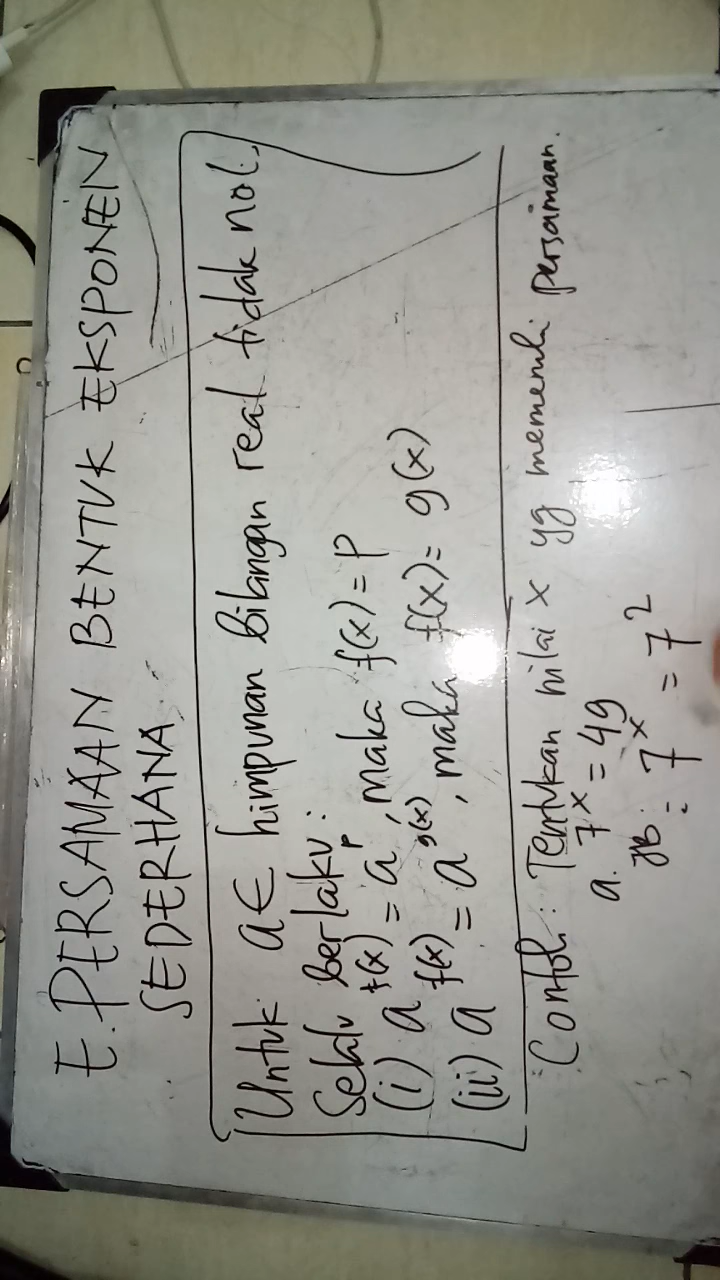 E. PERSAMAAN BENTUK EKSPONEN
SEDERHANA
Untuk a ∈ himpunan bilangan real tidak nol,
Selalu berlaku:
(i) a^f(x) = a^p, maka f(x) = p
(ii) a^f(x) = a^g(x), maka f(x) = g(x)
Contoh: Tentukan nilai x yg memenuhi persamaan.
a. 7^x = 49
Jb: 7^x = 7^2